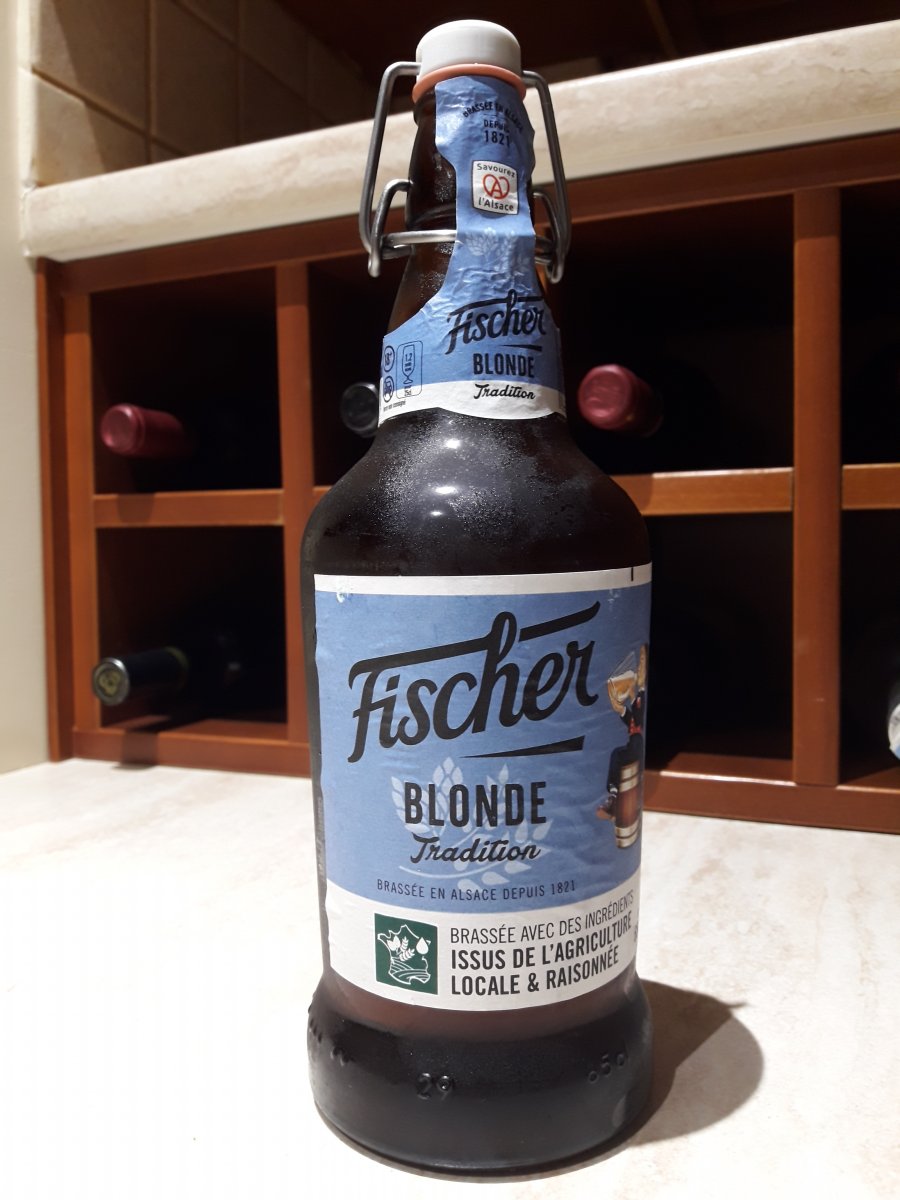 BRASSÉE EN ALSACE
DEPUIS
1821
Savourez
l'Alsace
Fischer
BLONDE
Tradition
Fischer
BLONDE
Tradition
BRASSÉE EN ALSACE DEPUIS 1821
BRASSÉE AVEC DES INGRÉDIENTS
ISSUS DE L'AGRICULTURE
LOCALE & RAISONNÉE
29